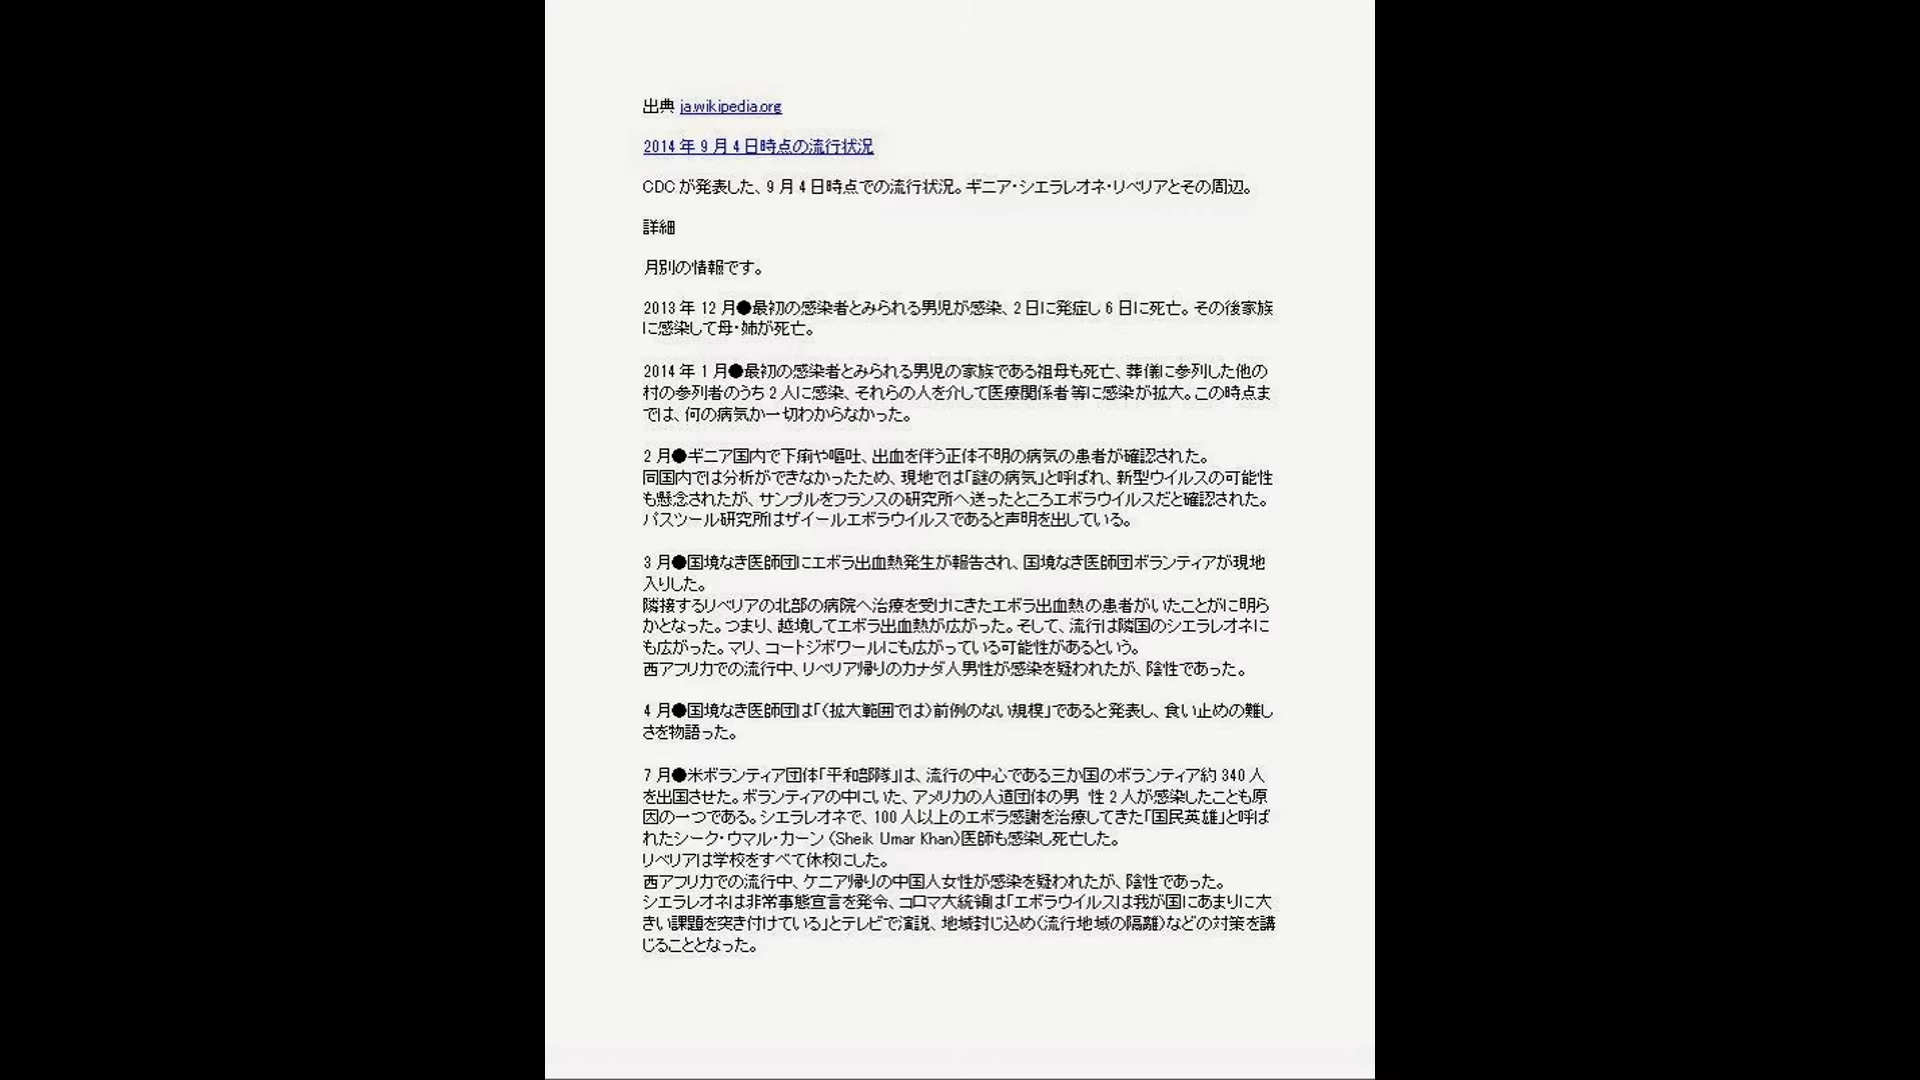 出典 ja.wikipedia.org
2014 年 9 月 4 日時点の流行状況
CDC が発表した、9 月 4 日時点での流行状況。ギニア・シエラレオネ・リベリアとその周辺。
詳細
月別の情報です。
2013 年 12 月●最初の感染者とみられる男児が感染、2 日に発症し 6 日に死亡。その後家族
に感染して母・姉が死亡。
2014 年 1 月●最初の感染者とみられる男児の家族である祖母も死亡、葬儀に参列した他の
村の参列者のうち 2 人に感染、それらの人を介して医療関係者等に感染が拡大。この時点ま
では、何の病気か一切わからなかった。
2 月●ギニア国内で下痢や嘔吐、出血を伴う正体不明の病気の患者が確認された。
同国内では分析ができなかったため、現地では「謎の病気」と呼ばれ、新型ウイルスの可能性
も懸念されたが、サンプルをフランスの研究所へ送ったところエボラウイルスだと確認された。
パスツール研究所はザイールエボラウイルスであると声明を出している。
3 月●国境なき医師団にエボラ出血熱発生が報告され、国境なき医師団ボランティアが現地
入りした。
隣接するリベリアの北部の病院へ治療を受けにきたエボラ出血熱の患者がいたことがに明ら
かとなった。つまり、越境してエボラ出血熱が広がった。そして、流行は隣国のシエラレオネに
も広がった。マリ、コートジボワールにも広がっている可能性があるという。
西アフリカでの流行中、リベリア帰りのカナダ人男性が感染を疑われたが、陰性であった。
4 月●国境なき医師団は「(拡大範囲では)前例のない規模」であると発表し、食い止めの難し
さを物語った。
7 月●米ボランティア団体「平和部隊」は、流行の中心である三か国のボランティア約 340 人
を出国させた。ボランティアの中にいた、アメリカの人道団体の男 性 2 人が感染したことも原
因の一つである。シエラレオネで、100 人以上のエボラ感謝を治療してきた「国民英雄」と呼ば
れたシーク・ウマル・カーン (Sheik Umar Khan)医師も感染し死亡した。
リベリアは学校をすべて休校にした。
西アフリカでの流行中、ケニア帰りの中国人女性が感染を疑われたが、陰性であった。
シエラレオネは非常事態宣言を発令、コロマ大統領は「エボラウイルスは我が国にあまりに大
きい課題を突き付けている」とテレビで演説、地域封じ込め(流行地域の隔離)などの対策を講
じることとなった。